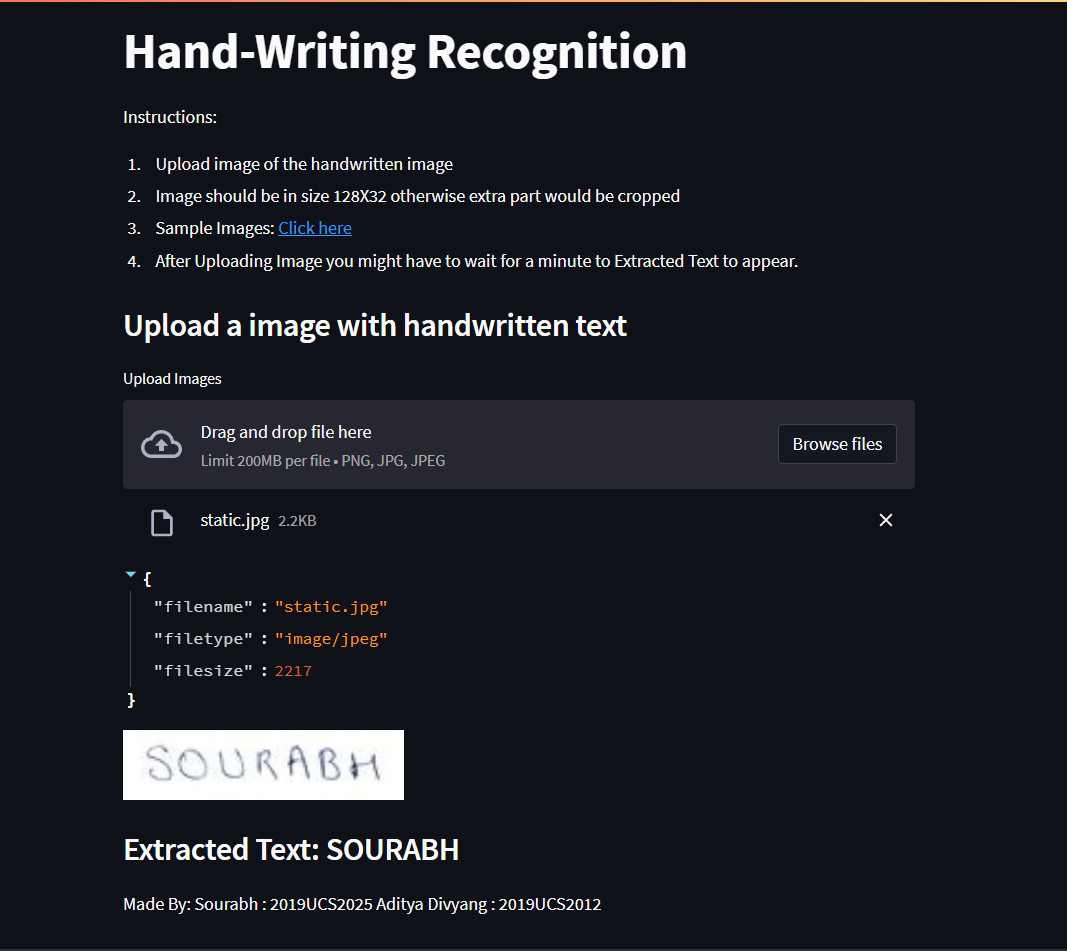 Hand-Writing Recognition
Instructions:
1. Upload image of the handwritten image
2. Image should be in size 128X32 otherwise extra part would be cropped
3. Sample Images: Click here
4. After Uploading Image you might have to wait for a minute to Extracted Text to appear.
Upload a image with handwritten text
Upload Images
Drag and drop file here
Limit 200MB per file • PNG, JPG, JPEG
Browse files
static.jpg 2.2KB
{
"filename" : "static.jpg"
"filetype" : "image/jpeg"
"filesize" : 2217
}
SOURABH
Extracted Text: SOURABH
Made By: Sourabh : 2019UCS2025 Aditya Divyang : 2019UCS2012